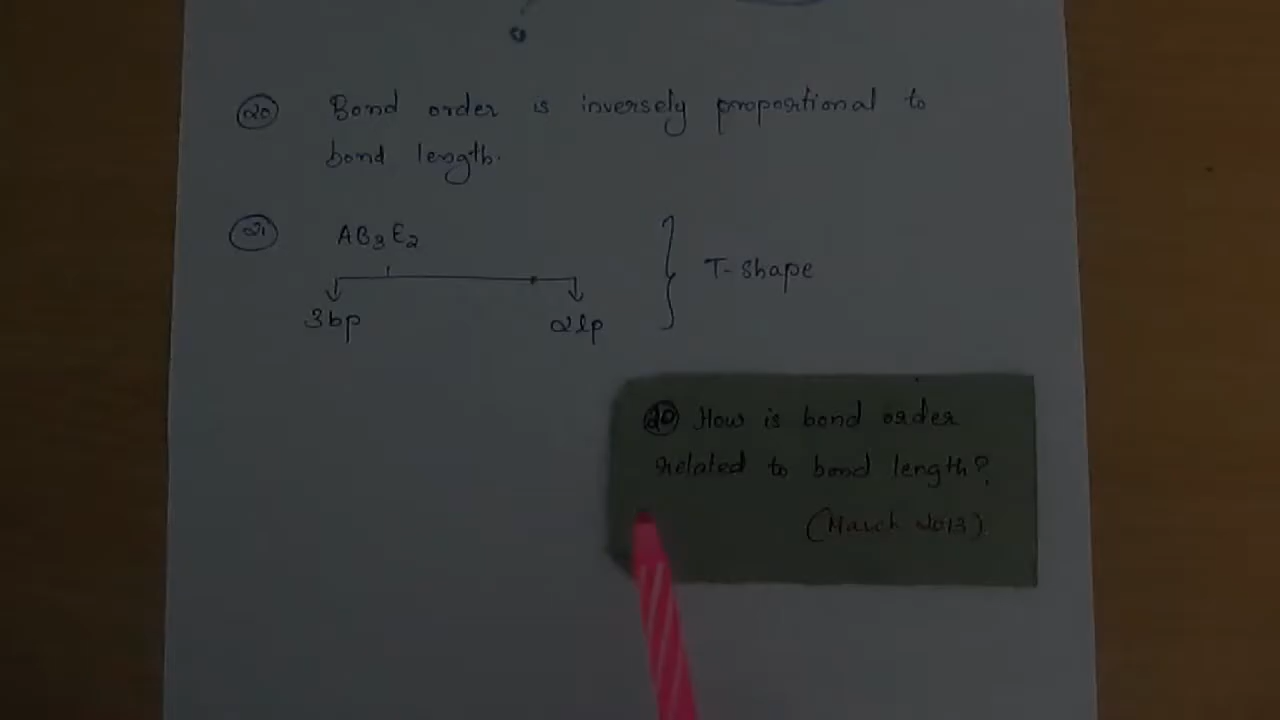 20 Bond order is inversely proportional to
bond length.
21 AB3E2
3bp 2lp
T-shape
20 How is bond order
related to bond length?
(March 2013)